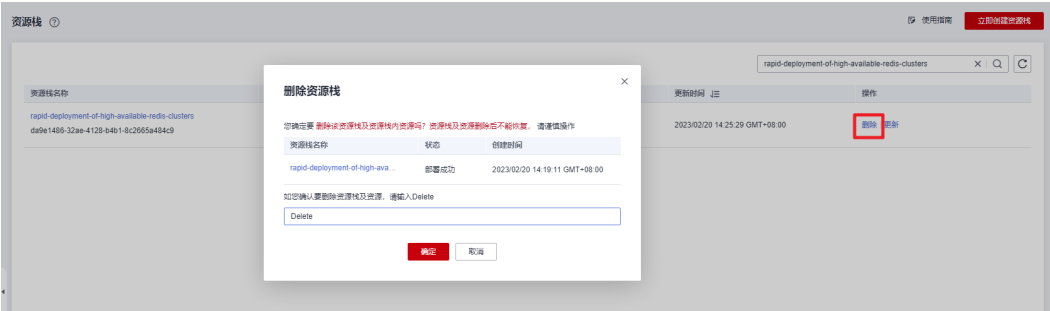 资源栈
使用指南
立即创建资源栈
rapid-deployment-of-high-available-redis-clusters
资源栈名称
更新时间
操作
rapid-deployment-of-high-available-redis-clusters
da9e1486-32ae-4128-b4b1-8c2665a484c9
2023/02/20 14:25:29 GMT+08:00
删除 更新
删除资源栈
您确定要 删除该资源栈及资源栈内资源吗？资源栈及资源删除后不能恢复， 请谨慎操作
资源栈名称 状态 创建时间
rapid-deployment-of-high-ava... 部署成功 2023/02/20 14:19:11 GMT+08:00
如您确认要删除资源栈及资源，请输入Delete
Delete
确定 取消